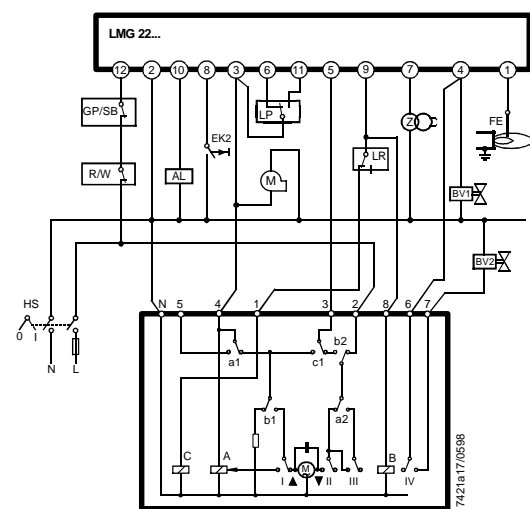 LMG 22...
12 2 10 8 3 6 11 5 9 7 4 1
GP/SB
LP
EK2
Z
FE
R/W
AL
M
LR
BV1
BV2
HS
0 I
N L
N 5 4 1 3 2 8 6 7
a1 c1 b2
b1 a2
C A B
I M II III IV
7421a17/0598